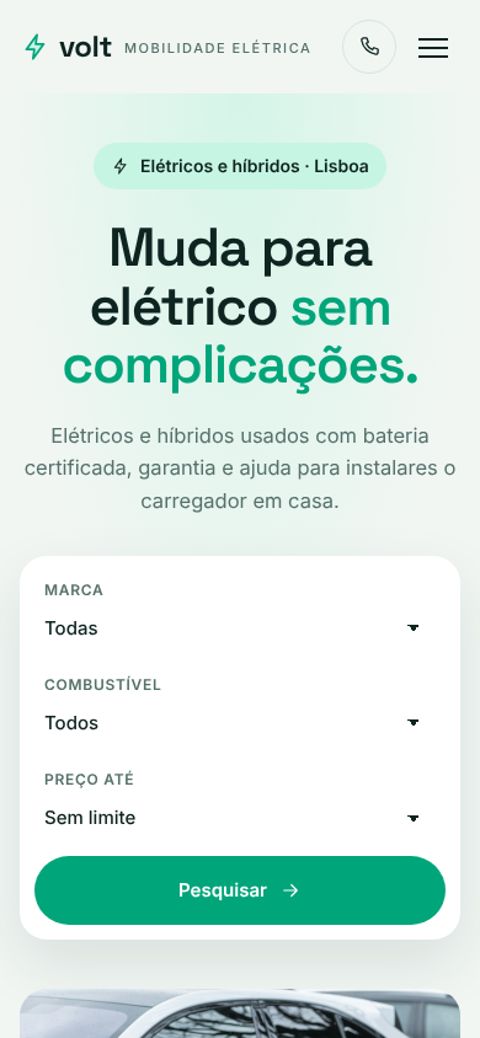 volt MOBILIDADE ELÉTRICA
Elétricos e híbridos · Lisboa
Muda para
elétrico sem
complicações.
Elétricos e híbridos usados com bateria
certificada, garantia e ajuda para instalares o
carregador em casa.
MARCA
Todas
COMBUSTÍVEL
Todos
PREÇO ATÉ
Sem limite
Pesquisar →